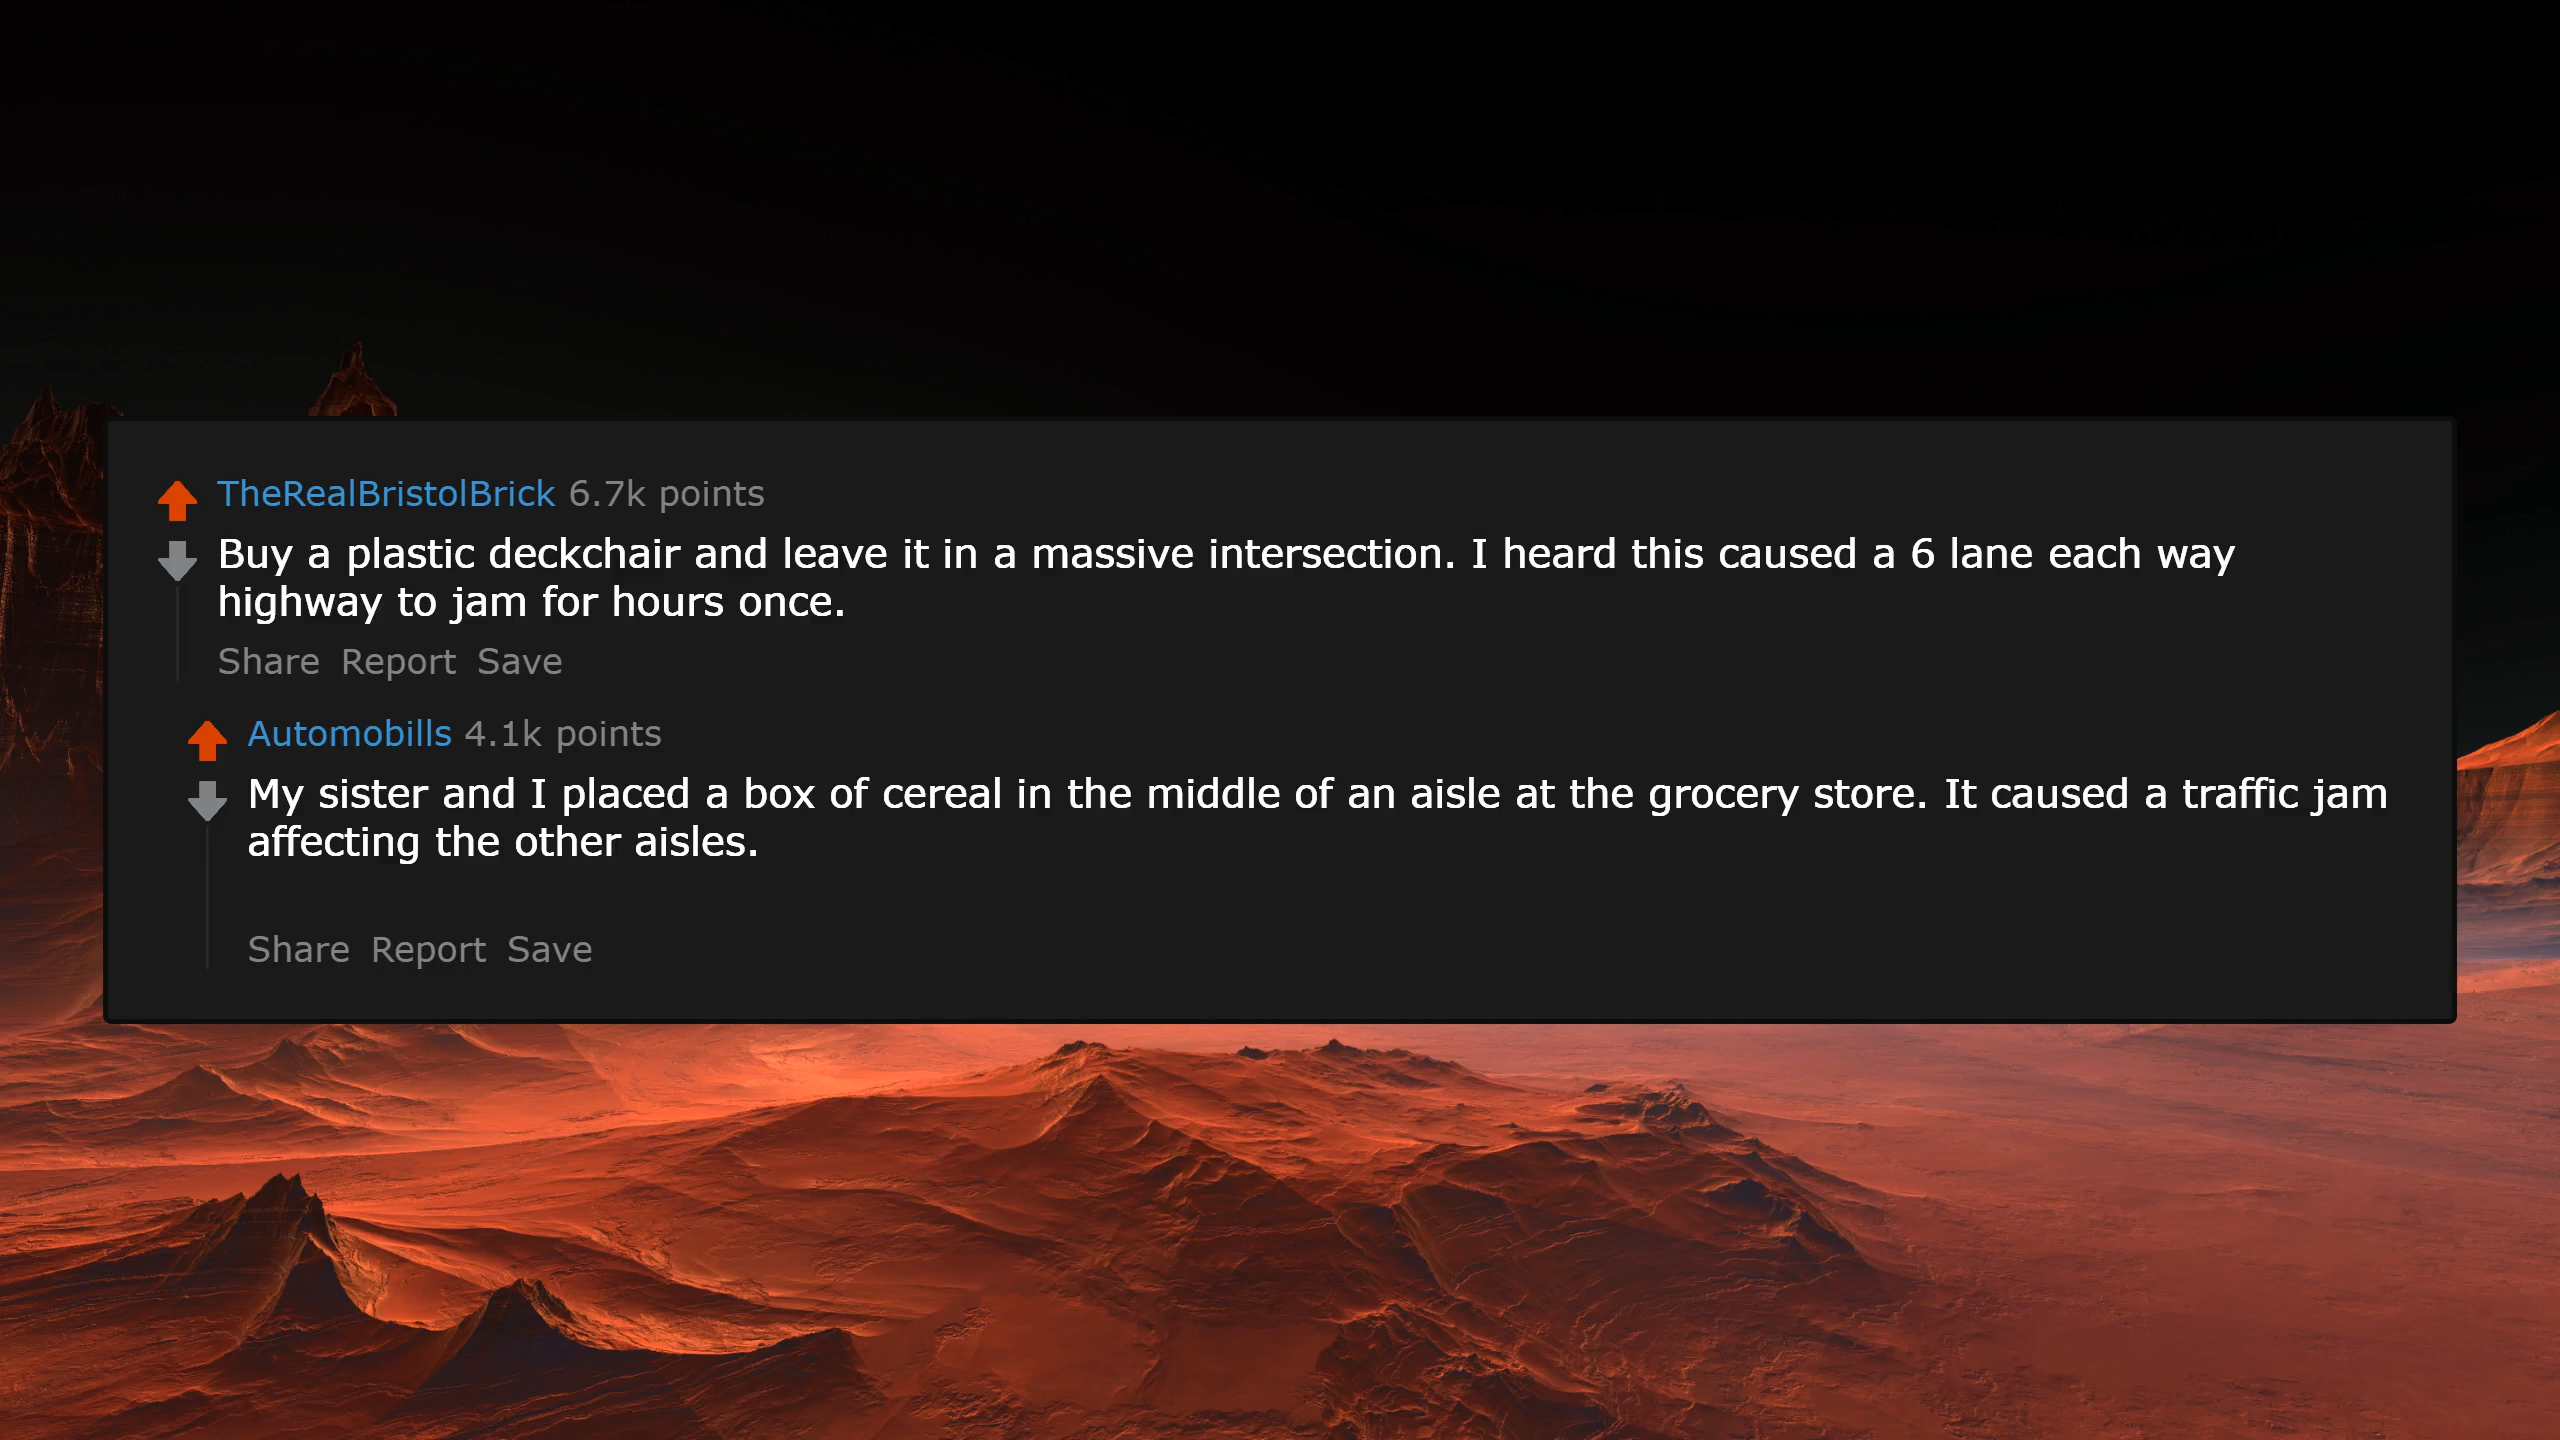 TheRealBristolBrick 6.7k points
Buy a plastic deckchair and leave it in a massive intersection. I heard this caused a 6 lane each way
highway to jam for hours once.
Share Report Save
Automobills 4.1k points
My sister and I placed a box of cereal in the middle of an aisle at the grocery store. It caused a traffic jam
affecting the other aisles.
Share Report Save